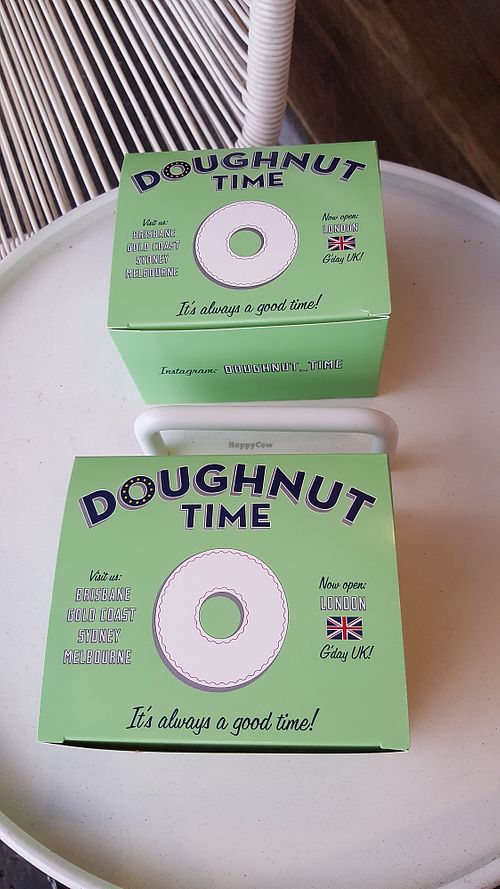 DOUGHNUT
TIME
Visit us:
BRISBANE
GOLD COAST
SYDNEY
MELBOURNE
Now open:
LONDON
G'day UK!
It's always a good time!
Instagram: DOUGHNUT_TIME
HappyCow
DOUGHNUT
TIME
Visit us:
BRISBANE
GOLD COAST
SYDNEY
MELBOURNE
Now open:
LONDON
G'day UK!
It's always a good time!